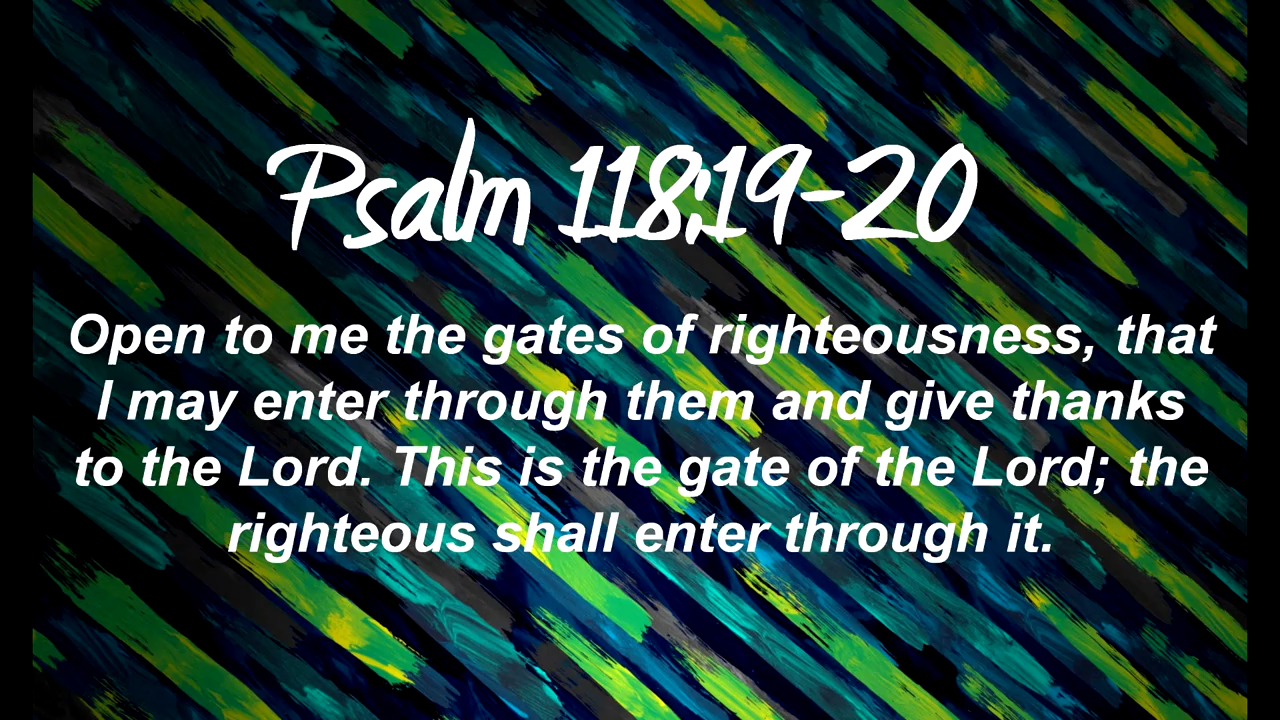 Psalm 118:19-20
Open to me the gates of righteousness, that
I may enter through them and give thanks
to the Lord. This is the gate of the Lord; the
righteous shall enter through it.